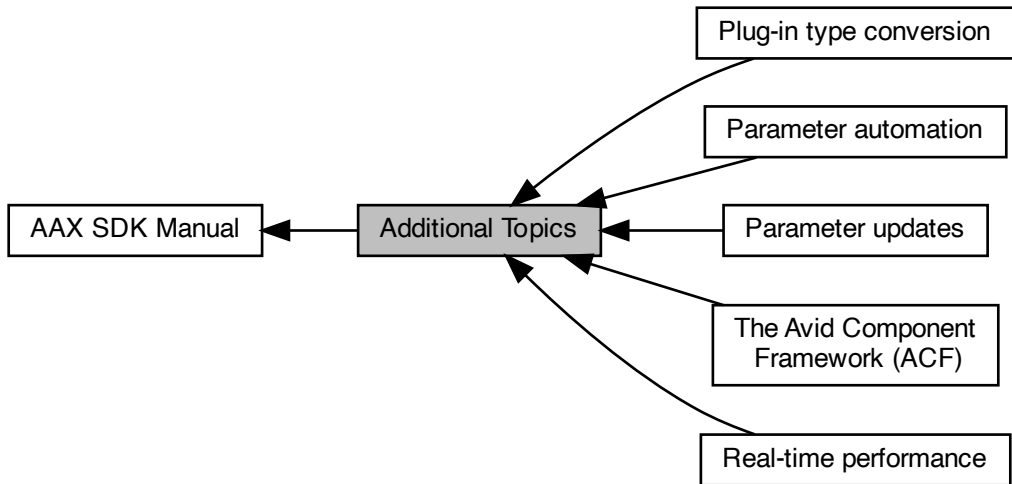 Plug-in type conversion
Parameter automation
AAX SDK Manual
Additional Topics
Parameter updates
The Avid Component
Framework (ACF)
Real-time performance